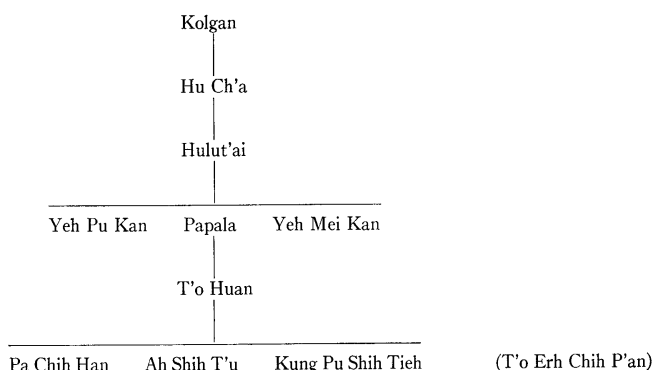 Kolgan
Hu Ch'a
Hulut'ai
Yeh Pu Kan Papala Yeh Mei Kan
T'o Huan
Pa Chih Han Ah Shih T'u Kung Pu Shih Tieh (T'o Erh Chih P'an)